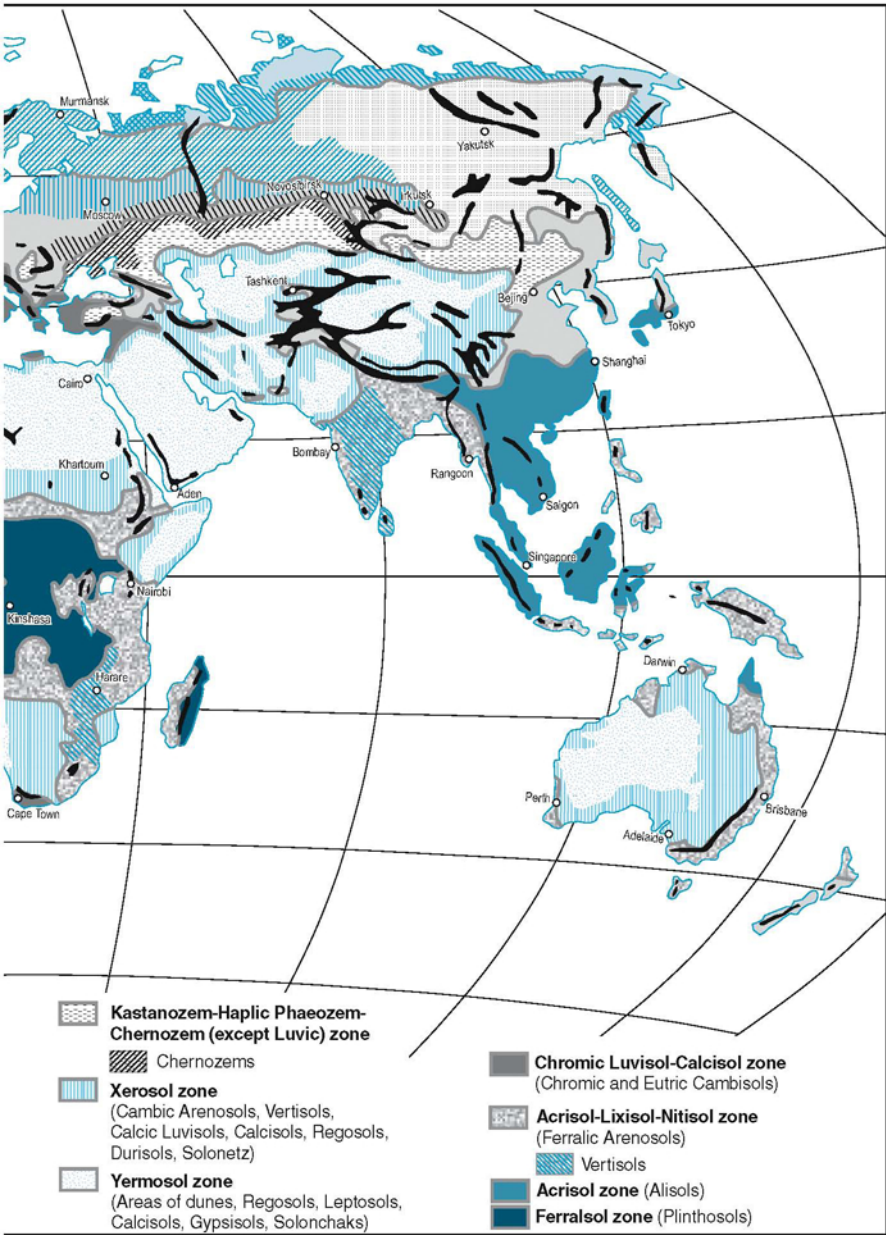 Murmansk
Yakutsk
Novosibirsk
Irkutsk
Moscow
Tashkent
Bejing
Tokyo
Shanghai
Cairo
Bombay
Rangoon
Khartoum
Aden
Saigon
Singapore
Nairobi
Kinshasa
Darwin
Harare
Perth
Brisbane
Cape Town
Adelaide
Kastanozem-Haplic Phaeozem-
Chernozem (except Luvic) zone
Chernozems
Xerosol zone
(Cambic Arenosols, Vertisols,
Calcic Luvisols, Calcisols, Regosols,
Durisols, Solonetz)
Yermosol zone
(Areas of dunes, Regosols, Leptosols,
Calcisols, Gypsisols, Solonchaks)
Chromic Luvisol-Calcisol zone
(Chromic and Eutric Cambisols)
Acrisol-Lixisol-Nitisol zone
(Ferralic Arenosols)
Vertisols
Acrisol zone (Alisols)
Ferralsol zone (Plinthosols)